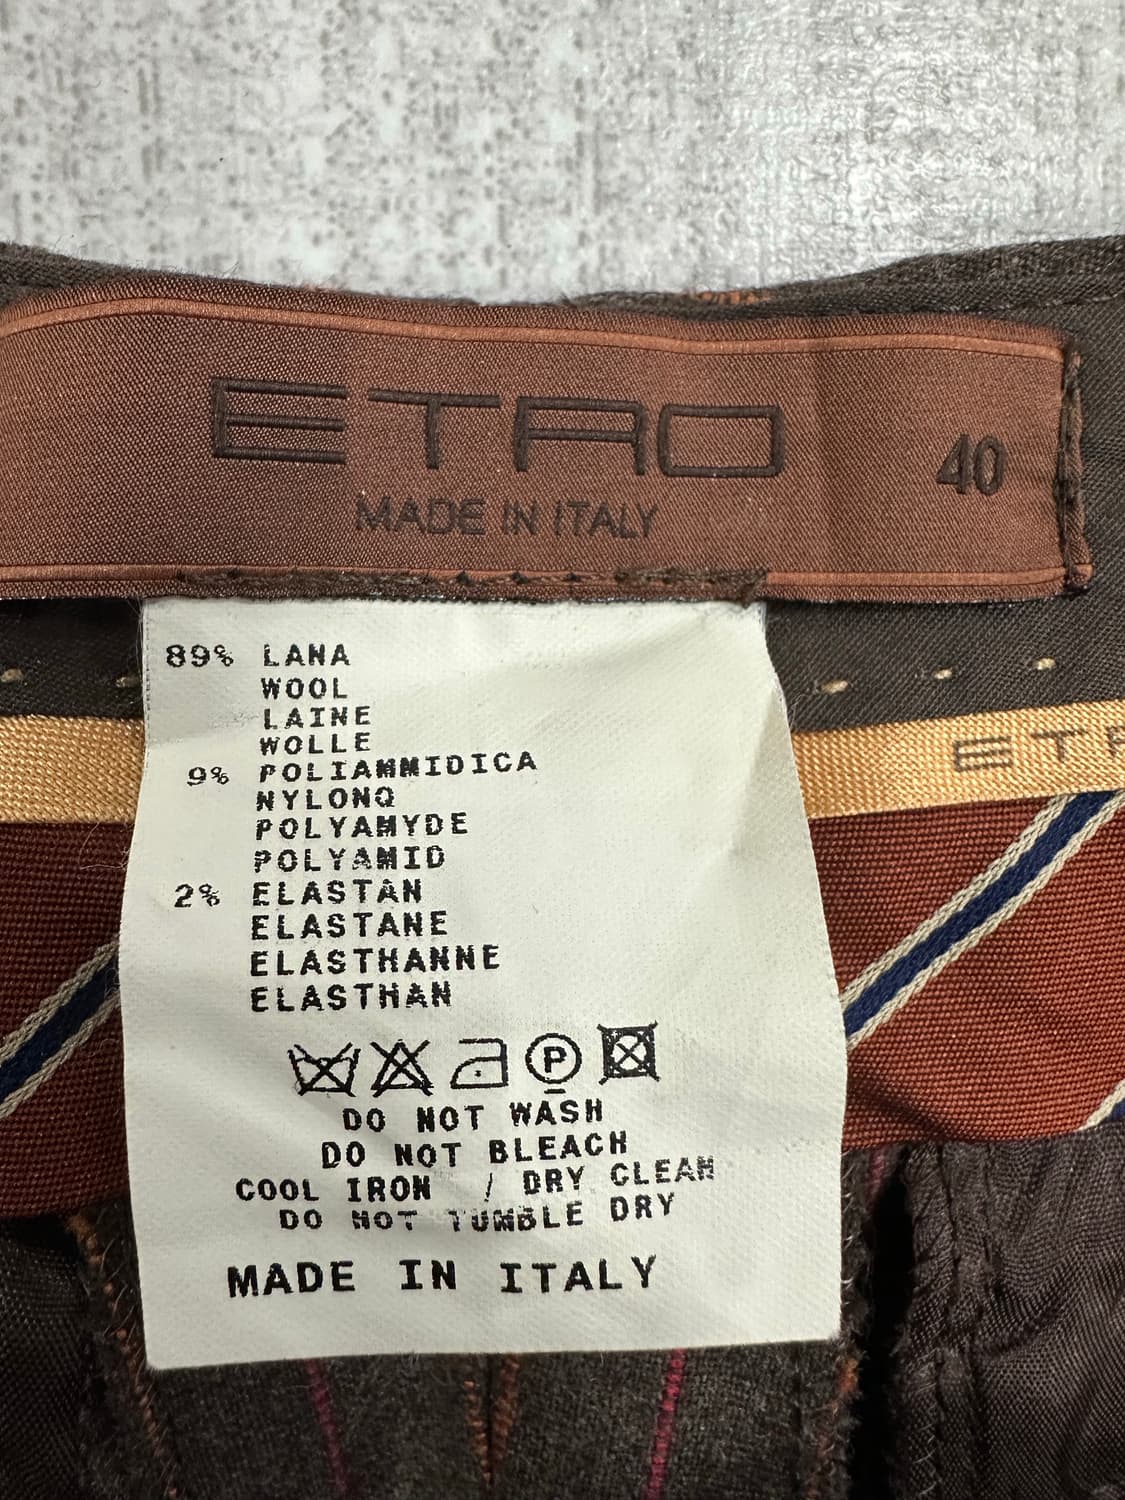 ETRO
40
MADE IN ITALY
89% LANA
WOOL
LAINE
WOLLE
9% POLIAMMIDICA
NYLONQ
POLYAMYDE
POLYAMID
2% ELASTAN
ELASTANE
ELASTHANNE
ELASTHAN
P
DO NOT WASH
DO NOT BLEACH
COOL IRON / DRY CLEAN
DO NOT TUMBLE DRY
MADE IN ITALY
ETR